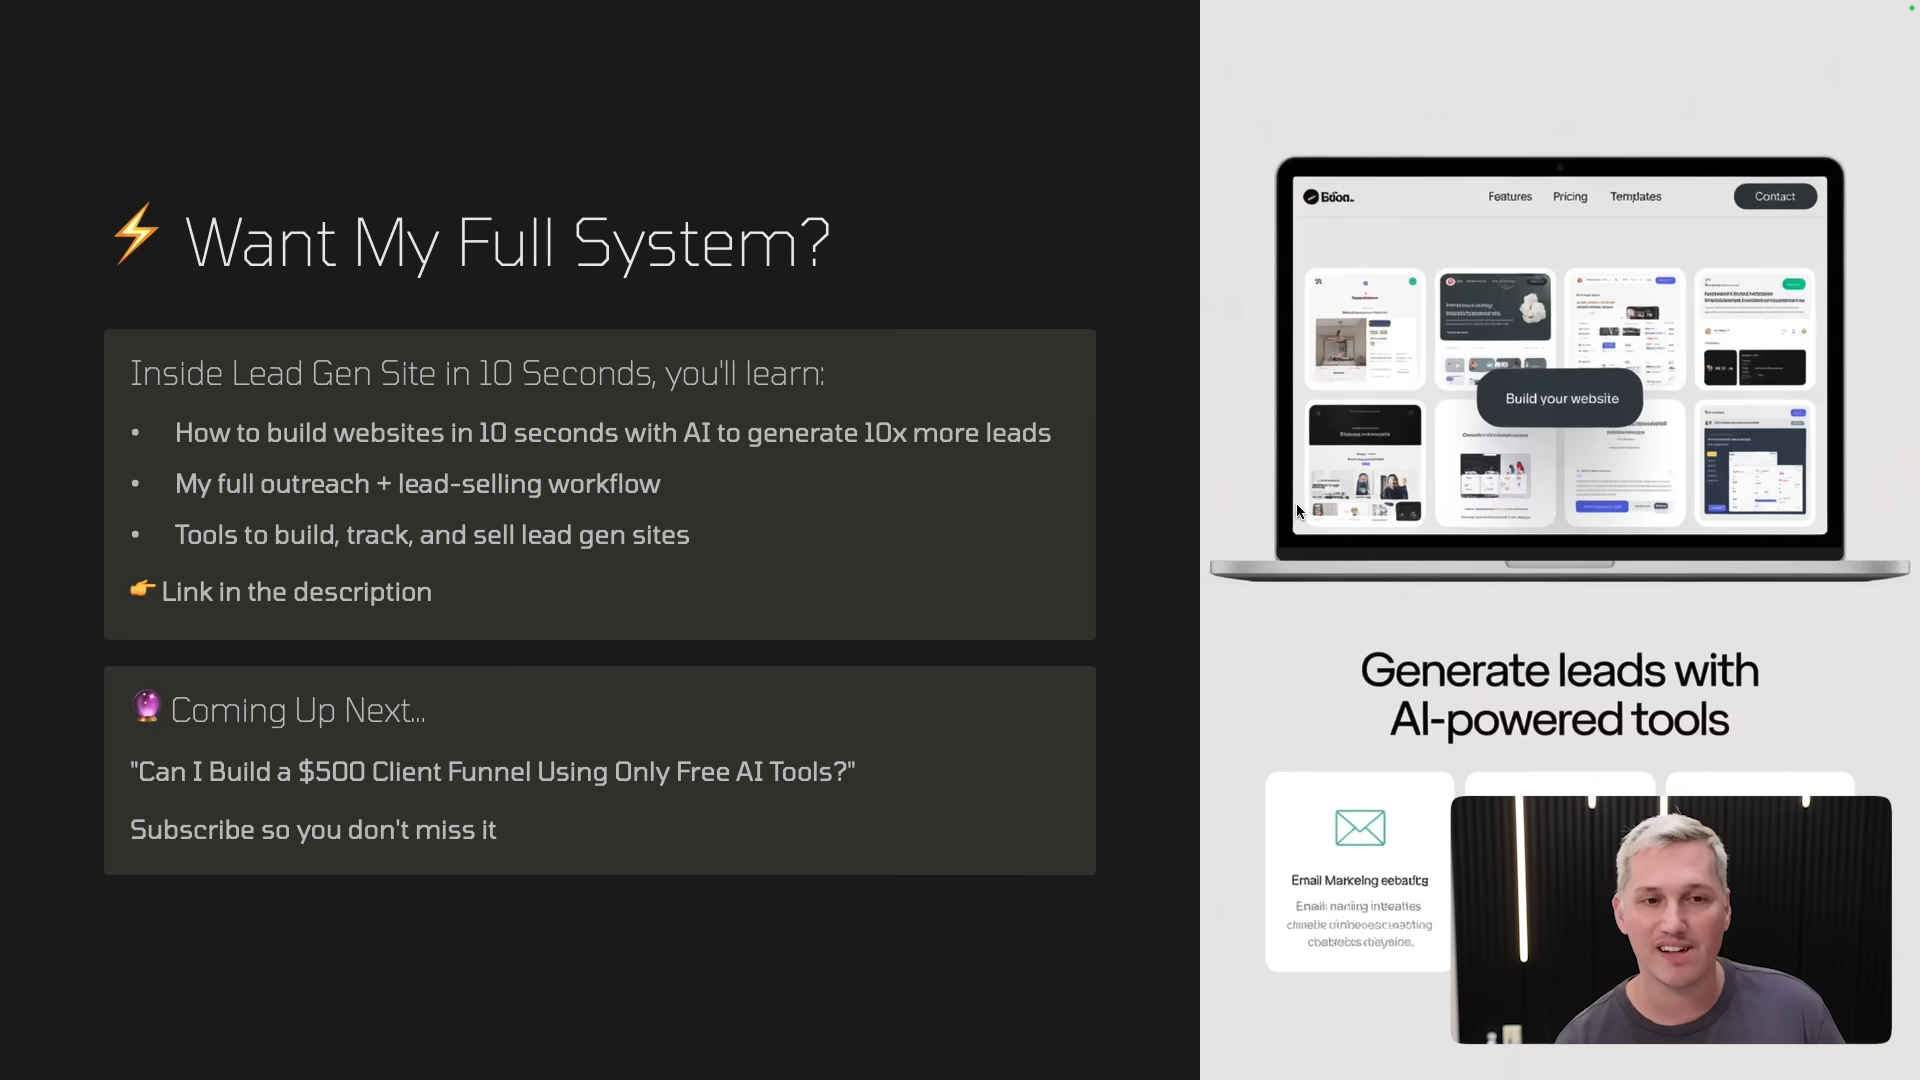 ⚡ Want My Full System?
Inside Lead Gen Site in 10 Seconds, you'll learn:
• How to build websites in 10 seconds with AI to generate 10x more leads
• My full outreach + lead-selling workflow
• Tools to build, track, and sell lead gen sites
👉 Link in the description
🔮 Coming Up Next...
"Can I Build a $500 Client Funnel Using Only Free AI Tools?"
Subscribe so you don't miss it
Features Pricing Templates Contact
Build your website
Generate leads with
AI-powered tools
Email